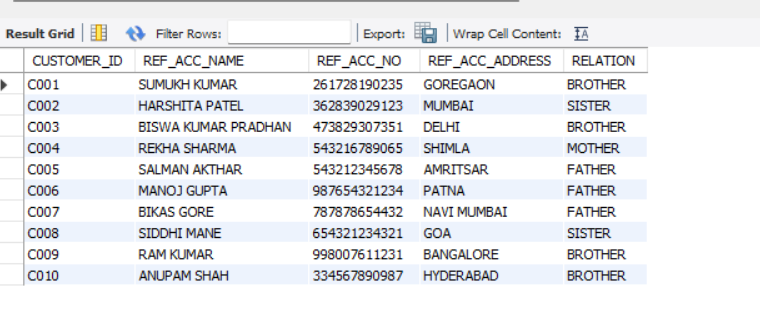 Result Grid Filter Rows: Export: Wrap Cell Content:
CUSTOMER_ID REF_ACC_NAME REF_ACC_NO REF_ACC_ADDRESS RELATION
C001 SUMUKH KUMAR 261728190235 GOREGAON BROTHER
C002 HARSHITA PATEL 362839029123 MUMBAI SISTER
C003 BISWA KUMAR PRADHAN 473829307351 DELHI BROTHER
C004 REKHA SHARMA 543216789065 SHIMLA MOTHER
C005 SALMAN AKTHAR 543212345678 AMRITSAR FATHER
C006 MANOJ GUPTA 987654321234 PATNA FATHER
C007 BIKAS GORE 787878654432 NAVI MUMBAI FATHER
C008 SIDDHI MANE 654321234321 GOA SISTER
C009 RAM KUMAR 998007611231 BANGALORE BROTHER
C010 ANUPAM SHAH 334567890987 HYDERABAD BROTHER